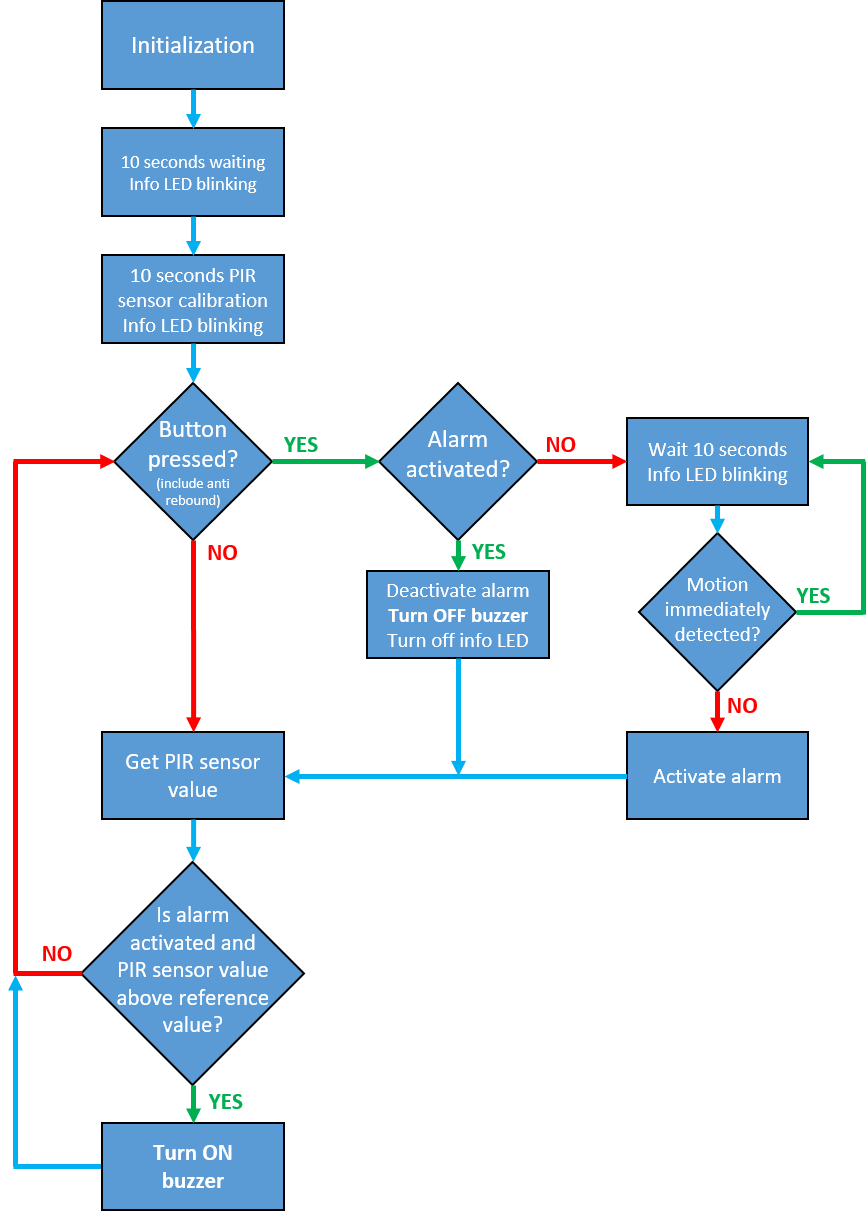 Initialization
10 seconds waiting
Info LED blinking
10 seconds PIR
sensor calibration
Info LED blinking
Button
pressed?
(include anti
rebound)
YES
NO
Alarm
activated?
NO
YES
Wait 10 seconds
Info LED blinking
Deactivate alarm
Turn OFF buzzer
Turn off info LED
Motion
immediately
detected?
YES
NO
Get PIR sensor
value
Activate alarm
Is alarm
activated and
PIR sensor value
above reference
value?
NO
YES
Turn ON
buzzer